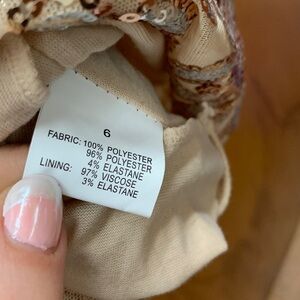 6
FABRIC: 100% POLYESTER
96% POLYESTER
4% ELASTANE
LINING: 97% VISCOSE
3% ELASTANE